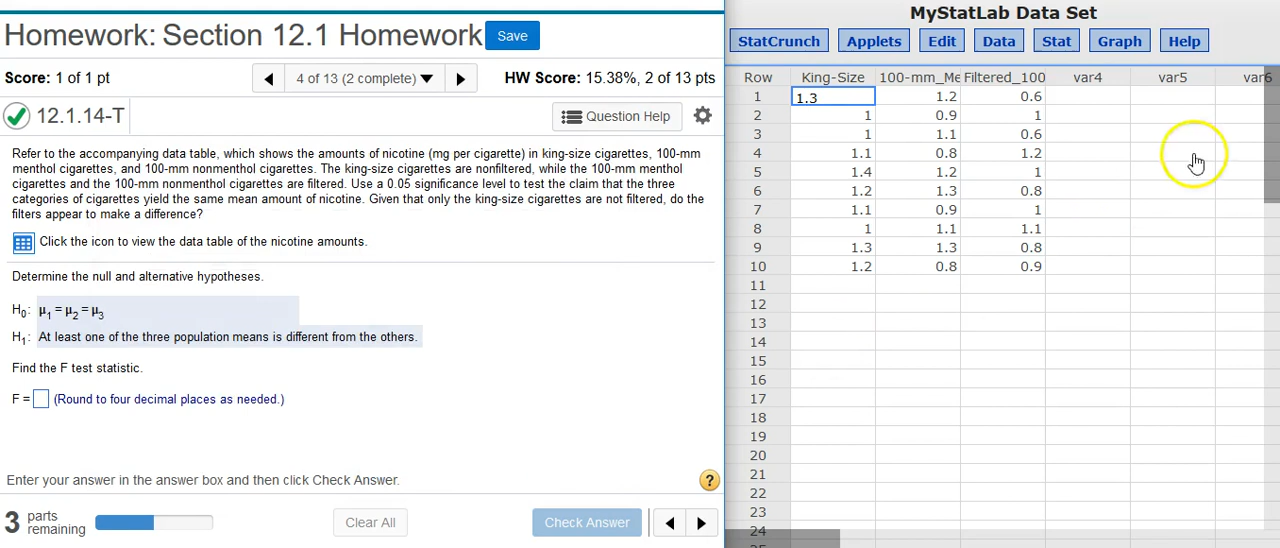 Homework: Section 12.1 Homework
Save
Score: 1 of 1 pt
4 of 13 (2 complete)
HW Score: 15.38%, 2 of 13 pts
12.1.14-T
Question Help
Refer to the accompanying data table, which shows the amounts of nicotine (mg per cigarette) in king-size cigarettes, 100-mm
menthol cigarettes, and 100-mm nonmenthol cigarettes. The king-size cigarettes are nonfiltered, while the 100-mm menthol
cigarettes and the 100-mm nonmenthol cigarettes are filtered. Use a 0.05 significance level to test the claim that the three
categories of cigarettes yield the same mean amount of nicotine. Given that only the king-size cigarettes are not filtered, do the
filters appear to make a difference?
Click the icon to view the data table of the nicotine amounts.
Determine the null and alternative hypotheses.
H₀: μ₁ = μ₂ = μ₃
H₁: At least one of the three population means is different from the others.
Find the F test statistic.
F = (Round to four decimal places as needed.)
Enter your answer in the answer box and then click Check Answer.
?
3 parts remaining
Clear All
Check Answer
MyStatLab Data Set
StatCrunch Applets Edit Data Stat Graph Help
Row King-Size 100-mm_Me Filtered_100 var4 var5 var6
1 1.3 1.2 0.6
2 1 0.9 1
3 1 1.1 0.6
4 1.1 0.8 1.2
5 1.4 1.2 1
6 1.2 1.3 0.8
7 1.1 0.9 1
8 1 1.1 1.1
9 1.3 1.3 0.8
10 1.2 0.8 0.9
11
12
13
14
15
16
17
18
19
20
21
22
23
24